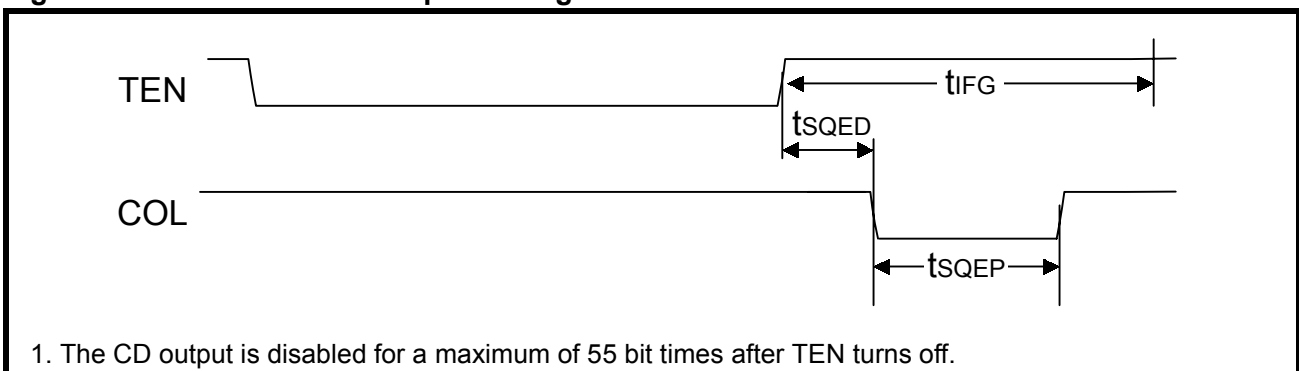 TEN
tIFG
tSQED
COL
tSQEP
1. The CD output is disabled for a maximum of 55 bit times after TEN turns off.